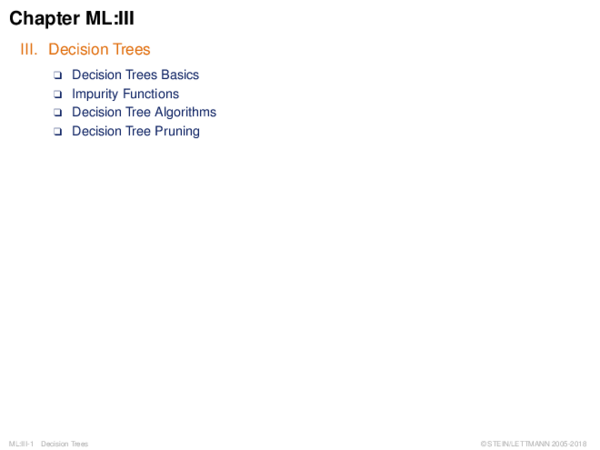 Chapter ML:III
III. Decision Trees
❑ Decision Trees Basics
❑ Impurity Functions
❑ Decision Tree Algorithms
❑ Decision Tree Pruning
ML:III-1 Decision Trees
© STEIN/LETTMANN 2005-2018